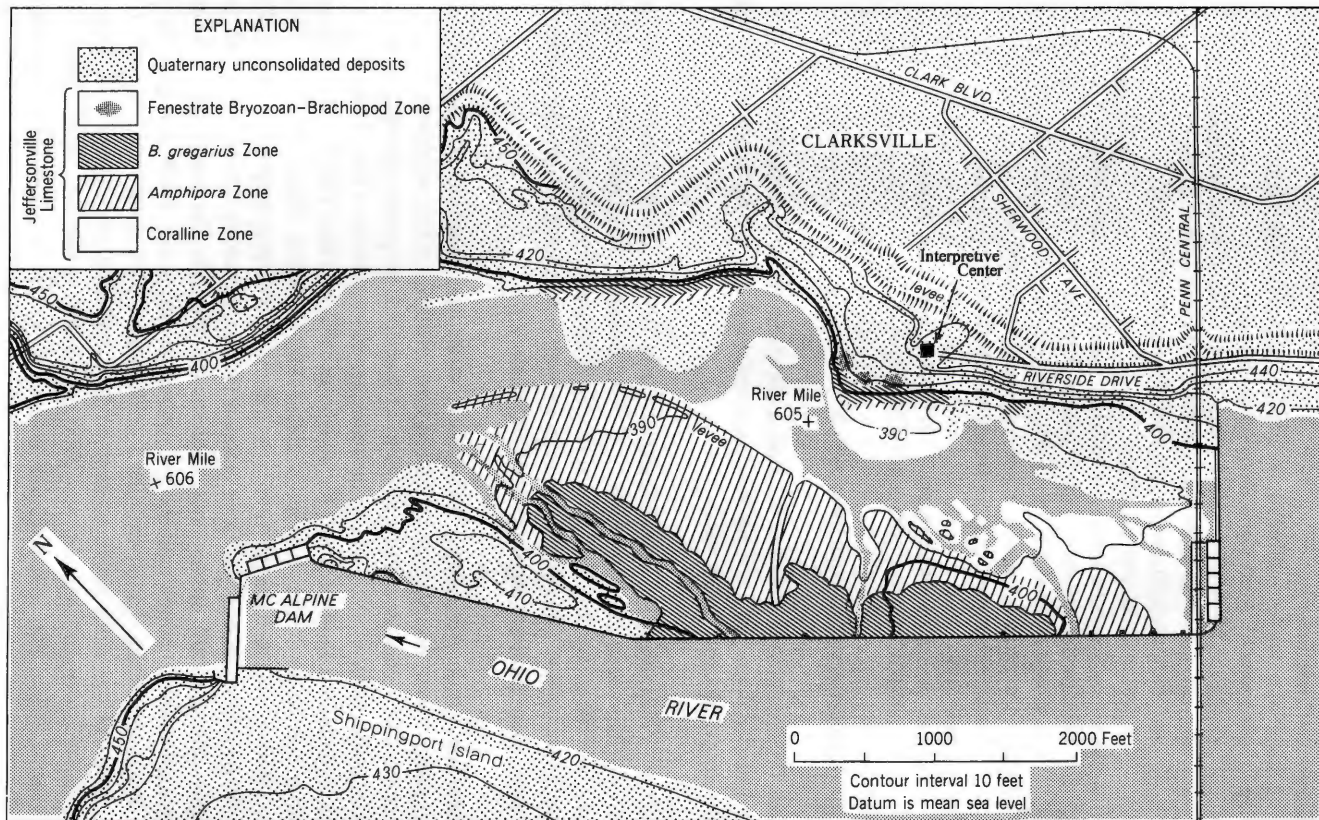 EXPLANATION
Quaternary unconsolidated deposits
Jeffersonville
Limestone
Fenestrate Bryozoan-Brachiopod Zone
B. gregarius Zone
Amphipora Zone
Coralline Zone
CLARK BLVD.
CLARKSVILLE
SHERWOOD AVE
PENN CENTRAL
Interpretive
Center
levee
RIVERSIDE DRIVE
450
420
450
400
440
420
400
390
River Mile
605
390
levee
River Mile
606
N
400
410
400
MC ALPINE
DAM
OHIO
RIVER
Shippingport Island
420
430
450
0 1000 2000 Feet
Contour interval 10 feet
Datum is mean sea level